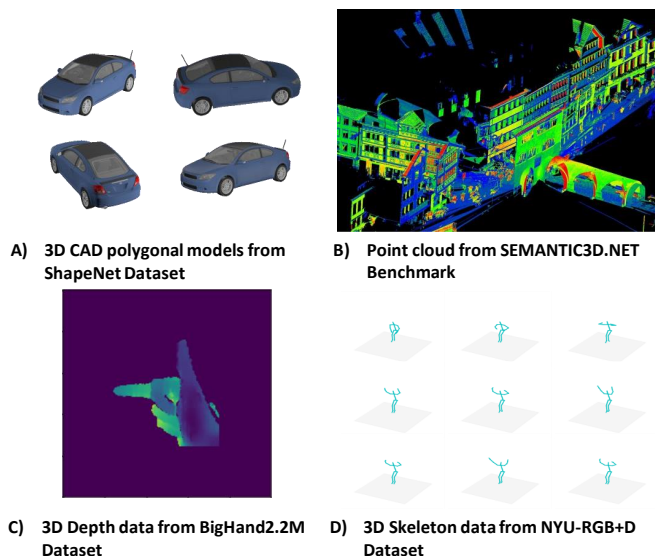 A) 3D CAD polygonal models from
ShapeNet Dataset
B) Point cloud from SEMANTIC3D.NET
Benchmark
C) 3D Depth data from BigHand2.2M
Dataset
D) 3D Skeleton data from NYU-RGB+D
Dataset